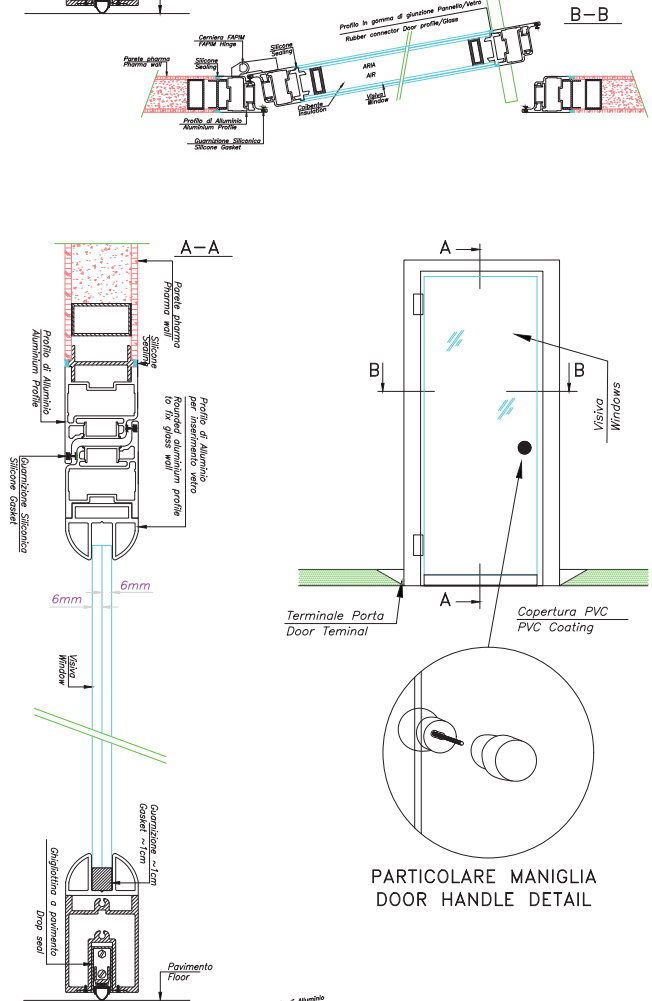 B-B
Profilo in gomma di giunzione Pannello/Vetro
Rubber connector Door profile/Glass
Cerniera FAPIM
FAPIM Hinge
Silicone
Sealing
Parete pharma
Pharma wall
Silicone
Sealing
ARIA
AIR
Visiva
Window
Coibente
Insulation
Profilo di Alluminio
Aluminium Profile
Guarnizione Siliconica
Silicone Gasket
A-A
Parete pharma
Pharma wall
Silicone
Sealing
Profilo di Alluminio
Aluminium Profile
Profilo di Alluminio
per inserimento vetro
Rounded aluminium profile
to fix glass wall
Guarnizione Siliconica
Silicone Gasket
6mm
6mm
Visiva
Window
Guarnizione ~1cm
Gasket ~1cm
Ghigliottina a pavimento
Drop seal
Pavimento
Floor
A
B
B
Visiva
Windows
A
Terminale Porta
Door Teminal
Copertura PVC
PVC Coating
PARTICOLARE MANIGLIA
DOOR HANDLE DETAIL
di Alluminio